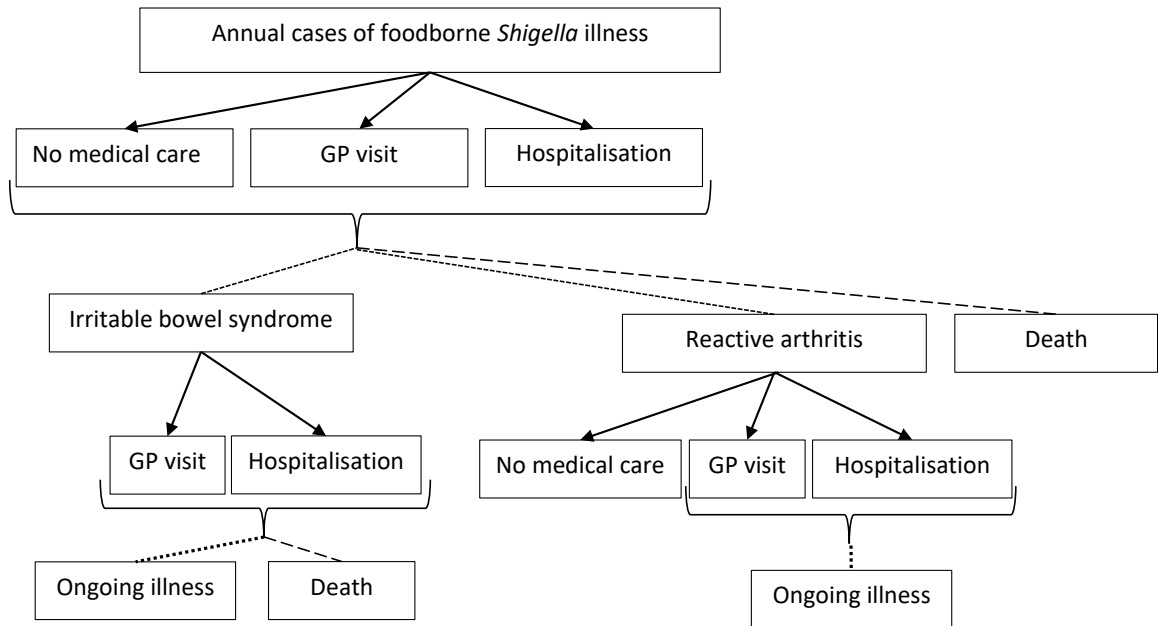 Annual cases of foodborne Shigella illness
No medical care
GP visit
Hospitalisation
Irritable bowel syndrome
Reactive arthritis
Death
GP visit
Hospitalisation
No medical care
GP visit
Hospitalisation
Ongoing illness
Death
Ongoing illness